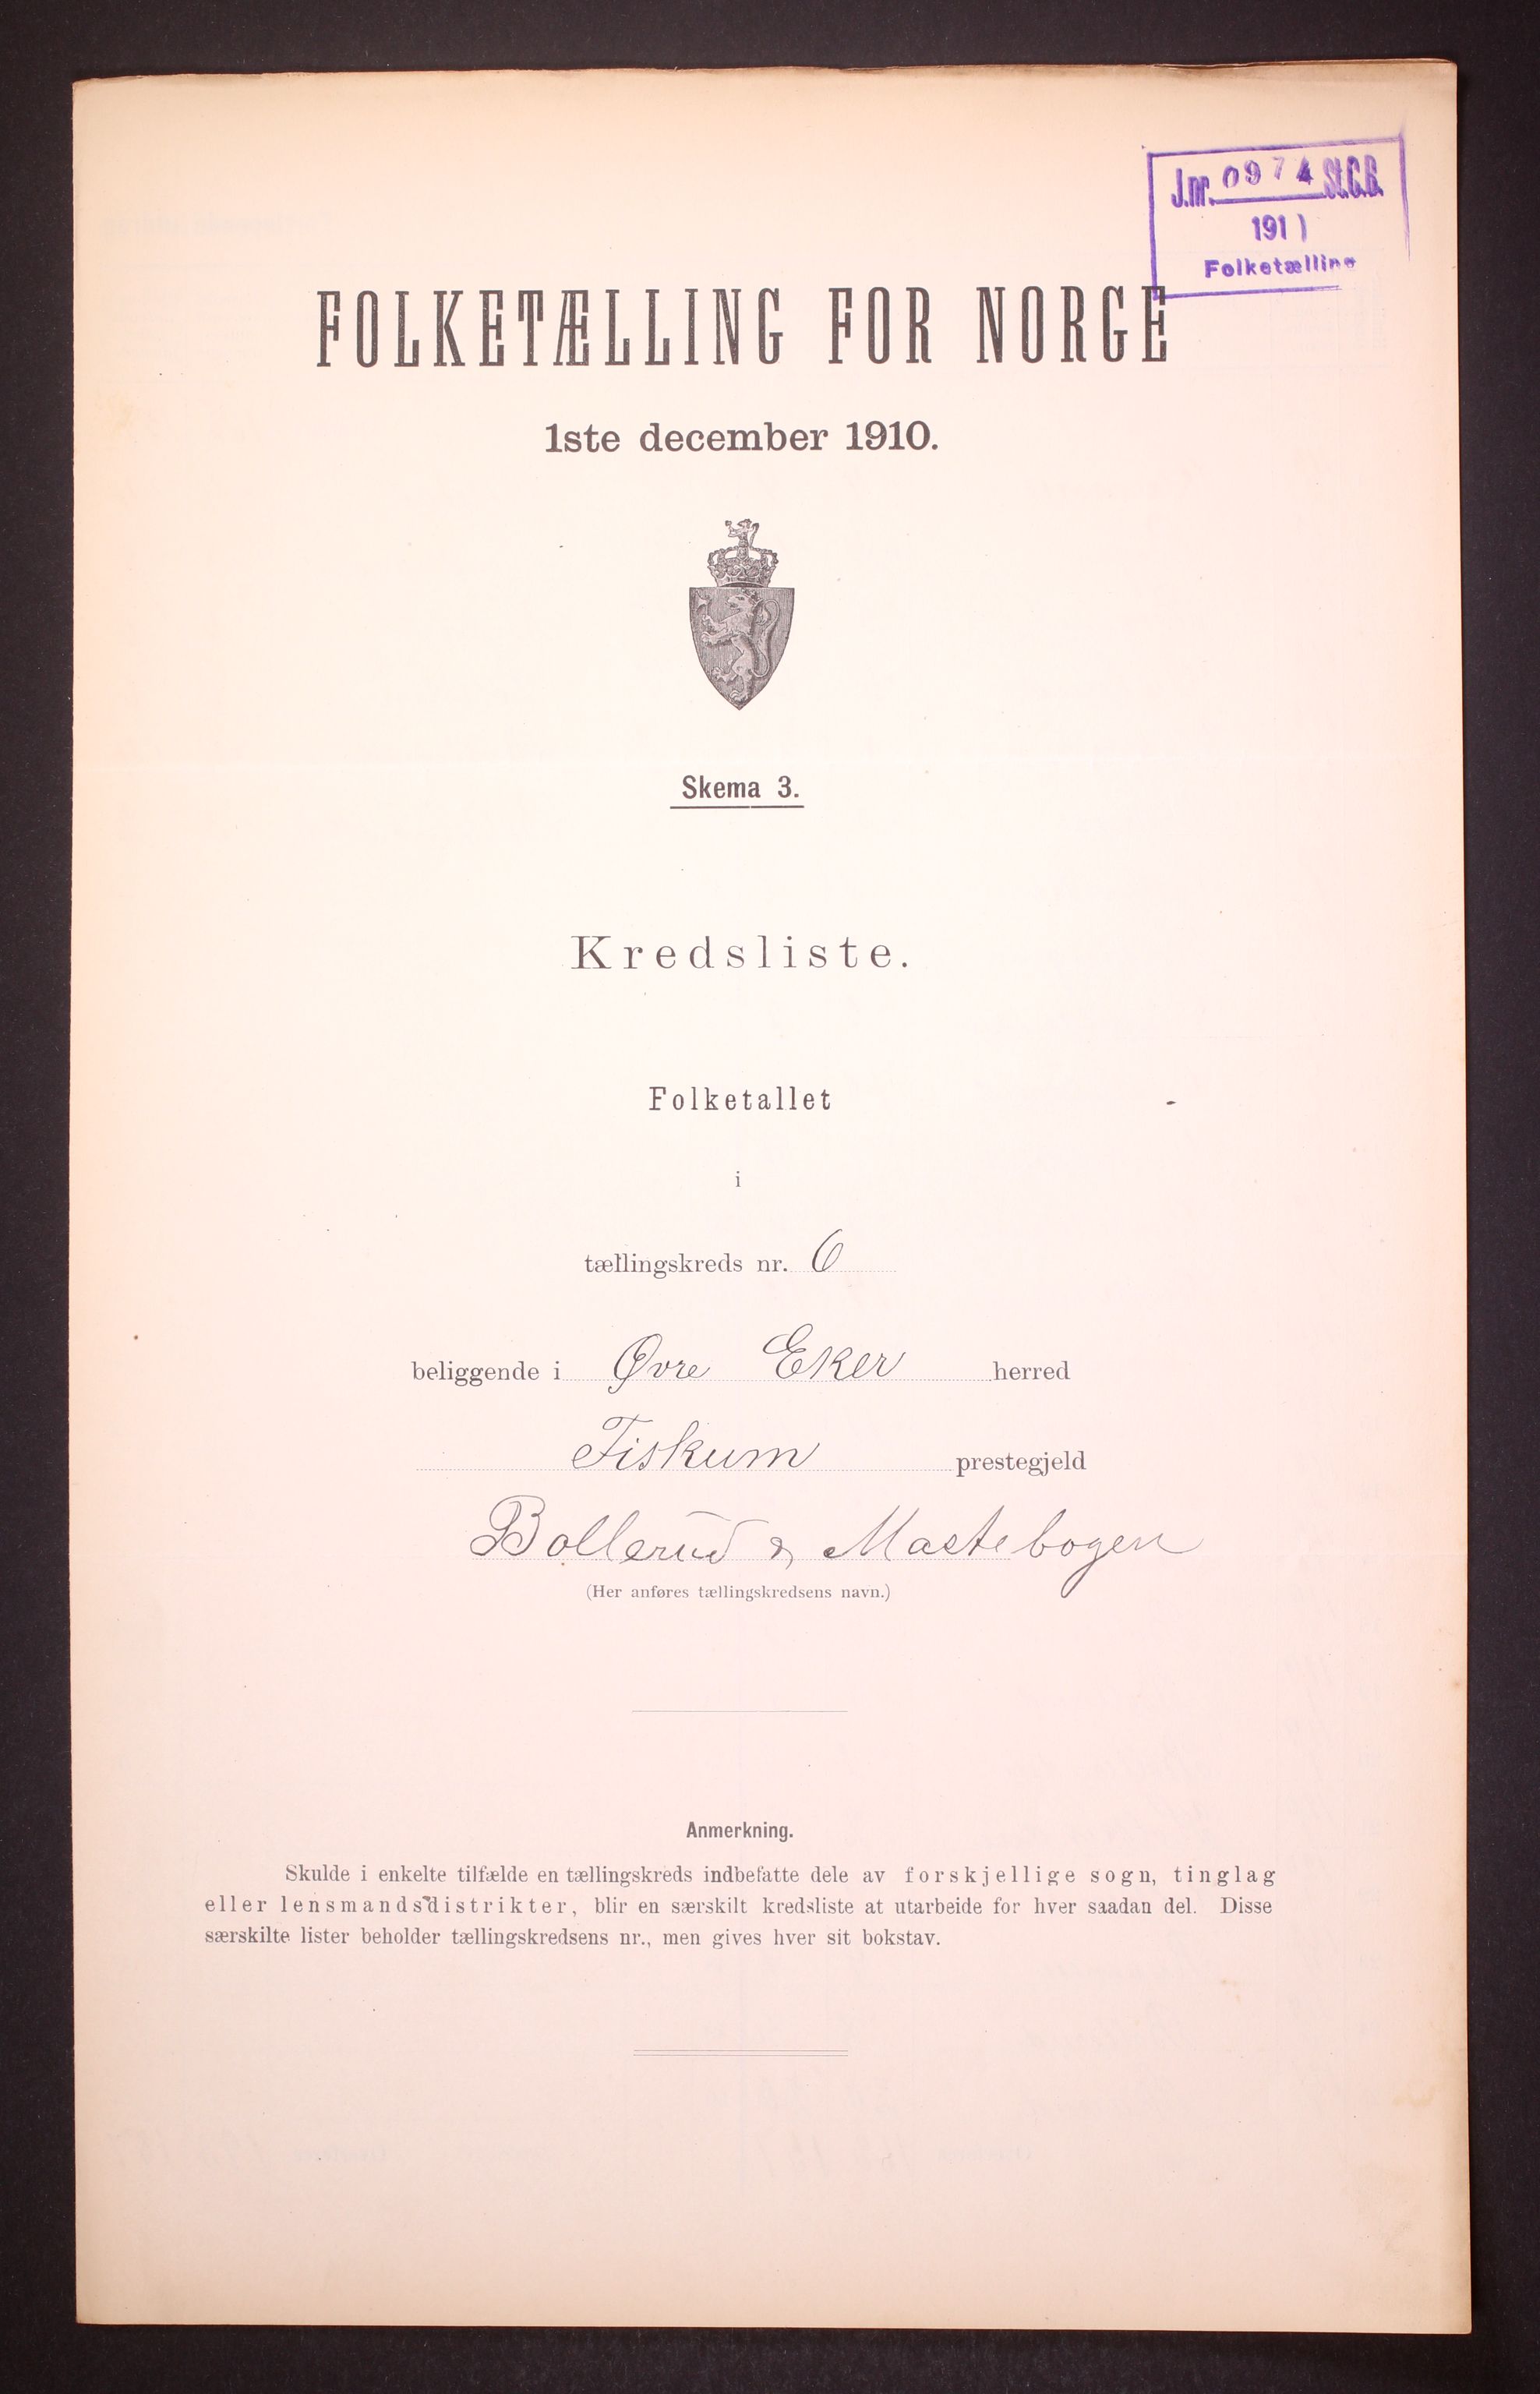 J.nr. 0974 St.C.B.
1911
Folketælling
FOLKETÆLLING FOR NORGE
1ste december 1910.
Skema 3.
Kredsliste.
Folketallet
i
tællingskreds nr. 6
beliggende i Øvre Eker herred
Fiskum prestegjeld
Bollerud & Mastebogen
(Her anføres tællingskredsens navn.)
Anmerkning.
Skulde i enkelte tilfælde en tællingskreds indbefatte dele av forskjellige sogn, tinglag
eller lensmandsdistrikter, blir en særskilt kredsliste at utarbeide for hver saadan del. Disse
særskilte lister beholder tællingskredsens nr., men gives hver sit bokstav.